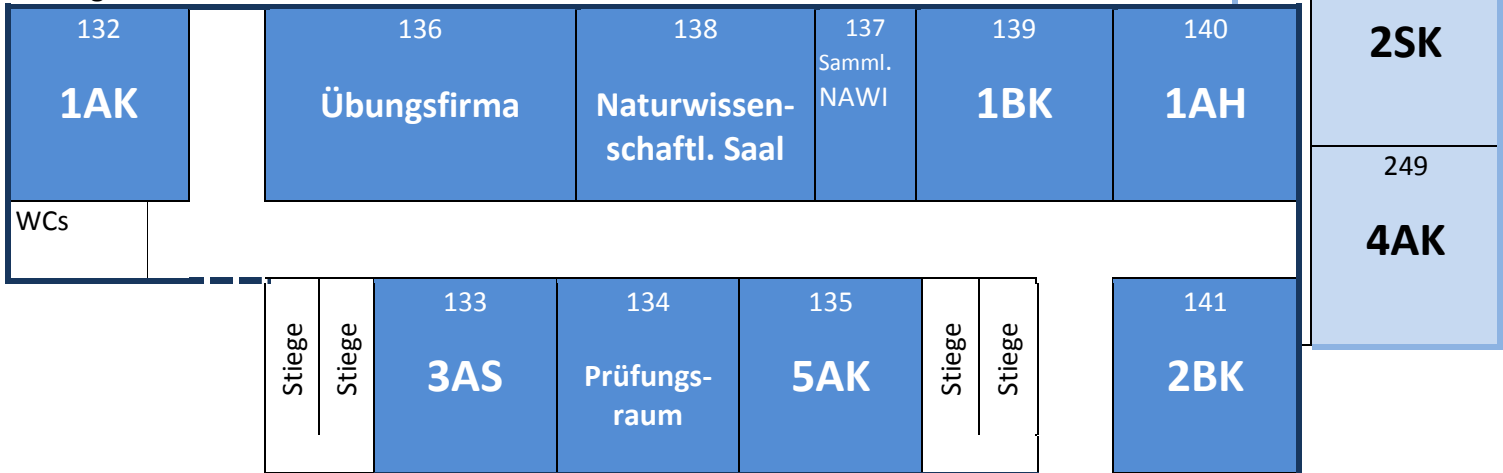 132
1AK
136
Übungsfirma
138
Naturwissen-
schaftl. Saal
137
Samml.
NAWI
139
1BK
140
1AH
2SK
249
4AK
WCs
Stiege
Stiege
133
3AS
134
Prüfungs-
raum
135
5AK
Stiege
Stiege
141
2BK